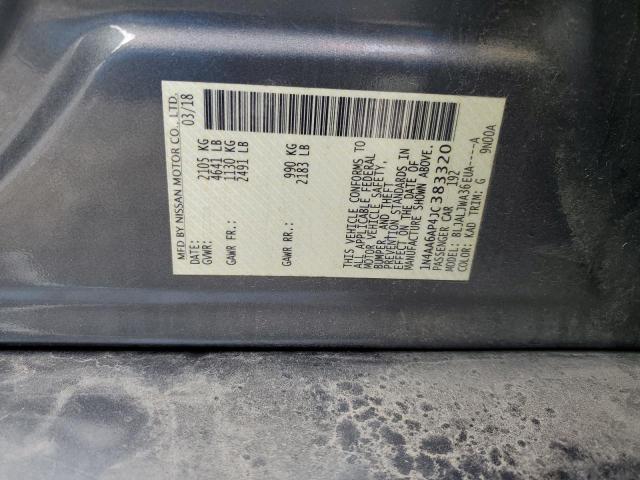 MFD BY NISSAN MOTOR CO., LTD.
DATE: 03/18
GVWR: 2105 KG
4641 LB
GAWR FR: 1130 KG
2491 LB
GAWR RR: 990 KG
2183 LB
THIS VEHICLE CONFORMS TO
ALL APPLICABLE FEDERAL
MOTOR VEHICLE SAFETY,
BUMPER, AND THEFT
PREVENTION STANDARDS IN
EFFECT ON THE DATE OF
MANUFACTURE SHOWN ABOVE.
1N4AA6AP4JC383320
PASSENGER CAR 192
MODEL: BLJALJWA36EUA-----A
COLOR: KAD TRIM: G 9N00A